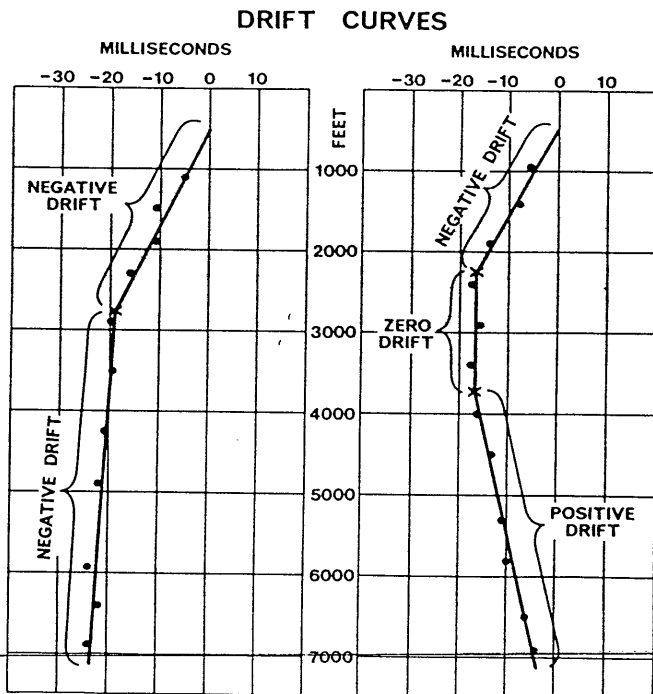 DRIFT CURVES
MILLISECONDS
-30 -20 -10 0 10
NEGATIVE
DRIFT
NEGATIVE DRIFT
FEET
1000
2000
3000
4000
5000
6000
7000
MILLISECONDS
-30 -20 -10 0
NEGATIVE DRIFT
ZERO
DRIFT
POSITIVE
DRIFT